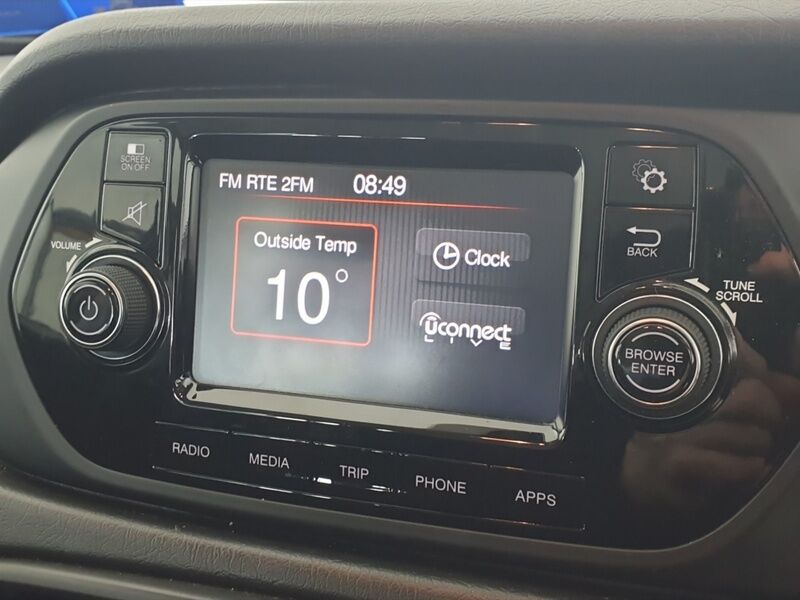 SCREEN
ON OFF
FM RTE 2FM 08:49
VOLUME
Outside Temp
10°
Clock
uconnect
LIVE
BACK
TUNE
SCROLL
BROWSE
ENTER
RADIO MEDIA TRIP PHONE APPS